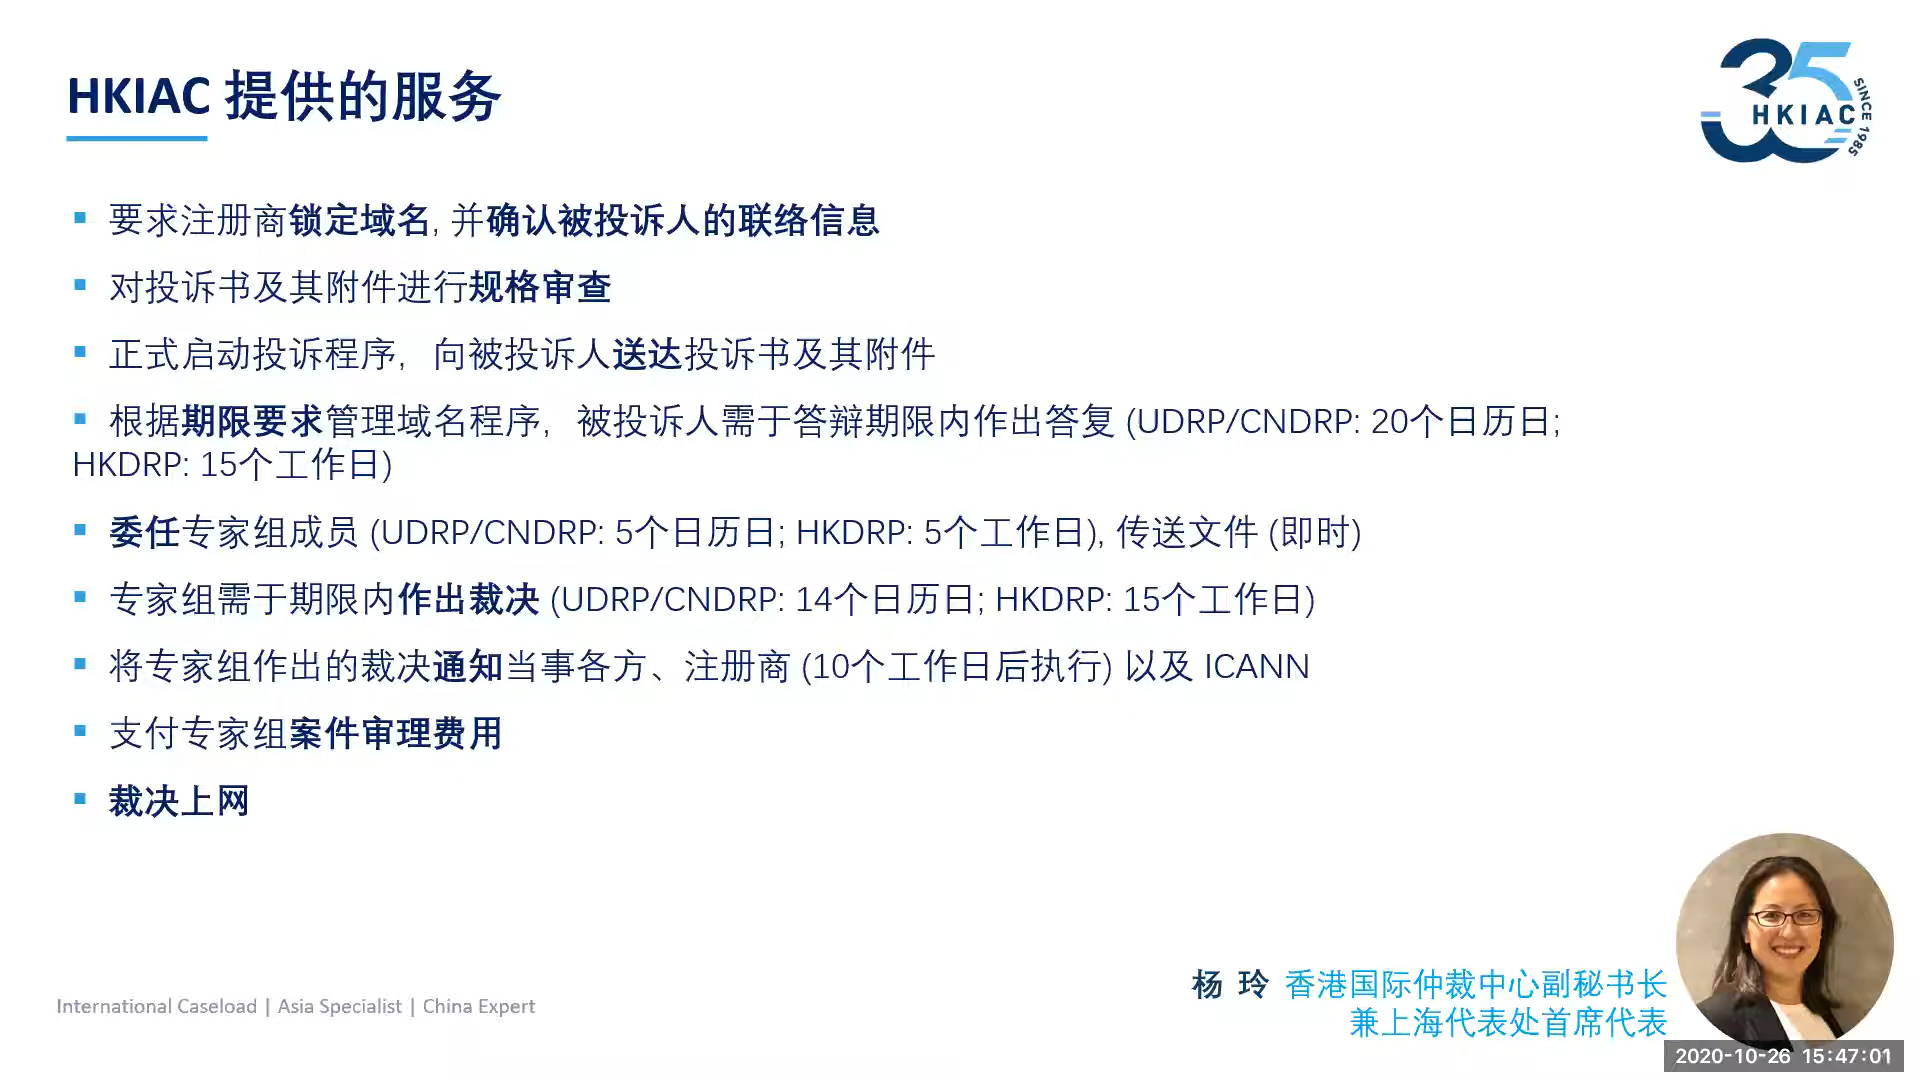 HKIAC 提供的服务
35
HKIAC
SINCE 1985
▪ 要求注册商锁定域名, 并确认被投诉人的联络信息
▪ 对投诉书及其附件进行规格审查
▪ 正式启动投诉程序，向被投诉人送达投诉书及其附件
▪ 根据期限要求管理域名程序，被投诉人需于答辩期限内作出答复 (UDRP/CNDRP: 20个日历日;
HKDRP: 15个工作日)
▪ 委任专家组成员 (UDRP/CNDRP: 5个日历日; HKDRP: 5个工作日), 传送文件 (即时)
▪ 专家组需于期限内作出裁决 (UDRP/CNDRP: 14个日历日; HKDRP: 15个工作日)
▪ 将专家组作出的裁决通知当事各方、注册商 (10个工作日后执行) 以及 ICANN
▪ 支付专家组案件审理费用
▪ 裁决上网
杨 玲 香港国际仲裁中心副秘书长
兼上海代表处首席代表
International Caseload | Asia Specialist | China Expert
2020-10-26 15:47:01